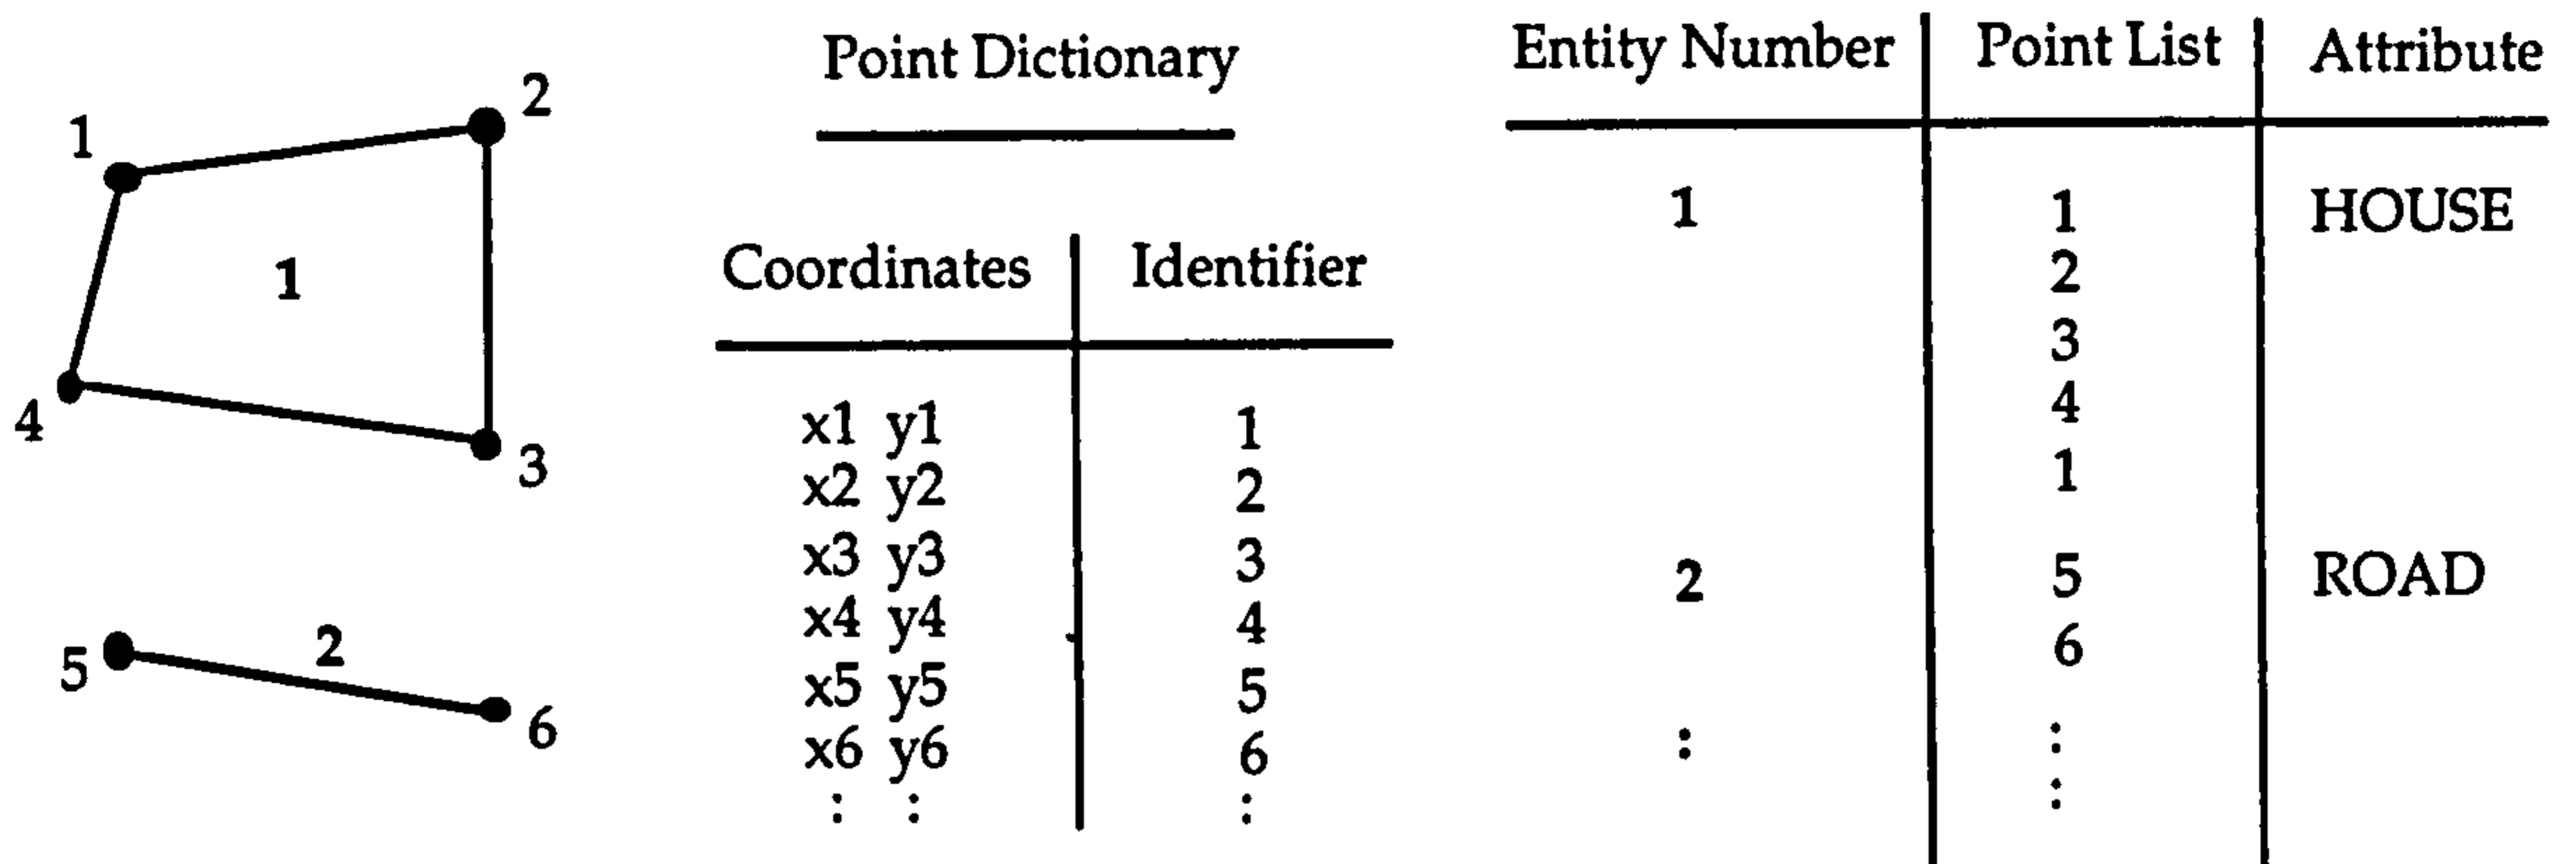 1
2
1
4
3
5
2
6
Point Dictionary
Coordinates Identifier
x1 y1 1
x2 y2 2
x3 y3 3
x4 y4 4
x5 y5 5
x6 y6 6
: : :
Entity Number Point List Attribute
1 1 HOUSE
2
3
4
1
2 5 ROAD
6
: :
: